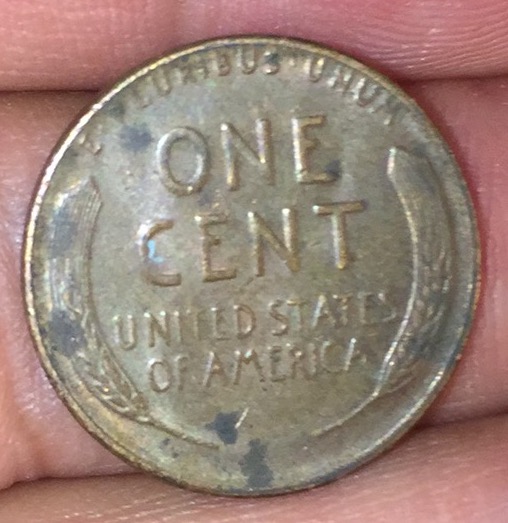 E PLURIBUS·UNUM
ONE
CENT
UNITED STATES
OF AMERICA